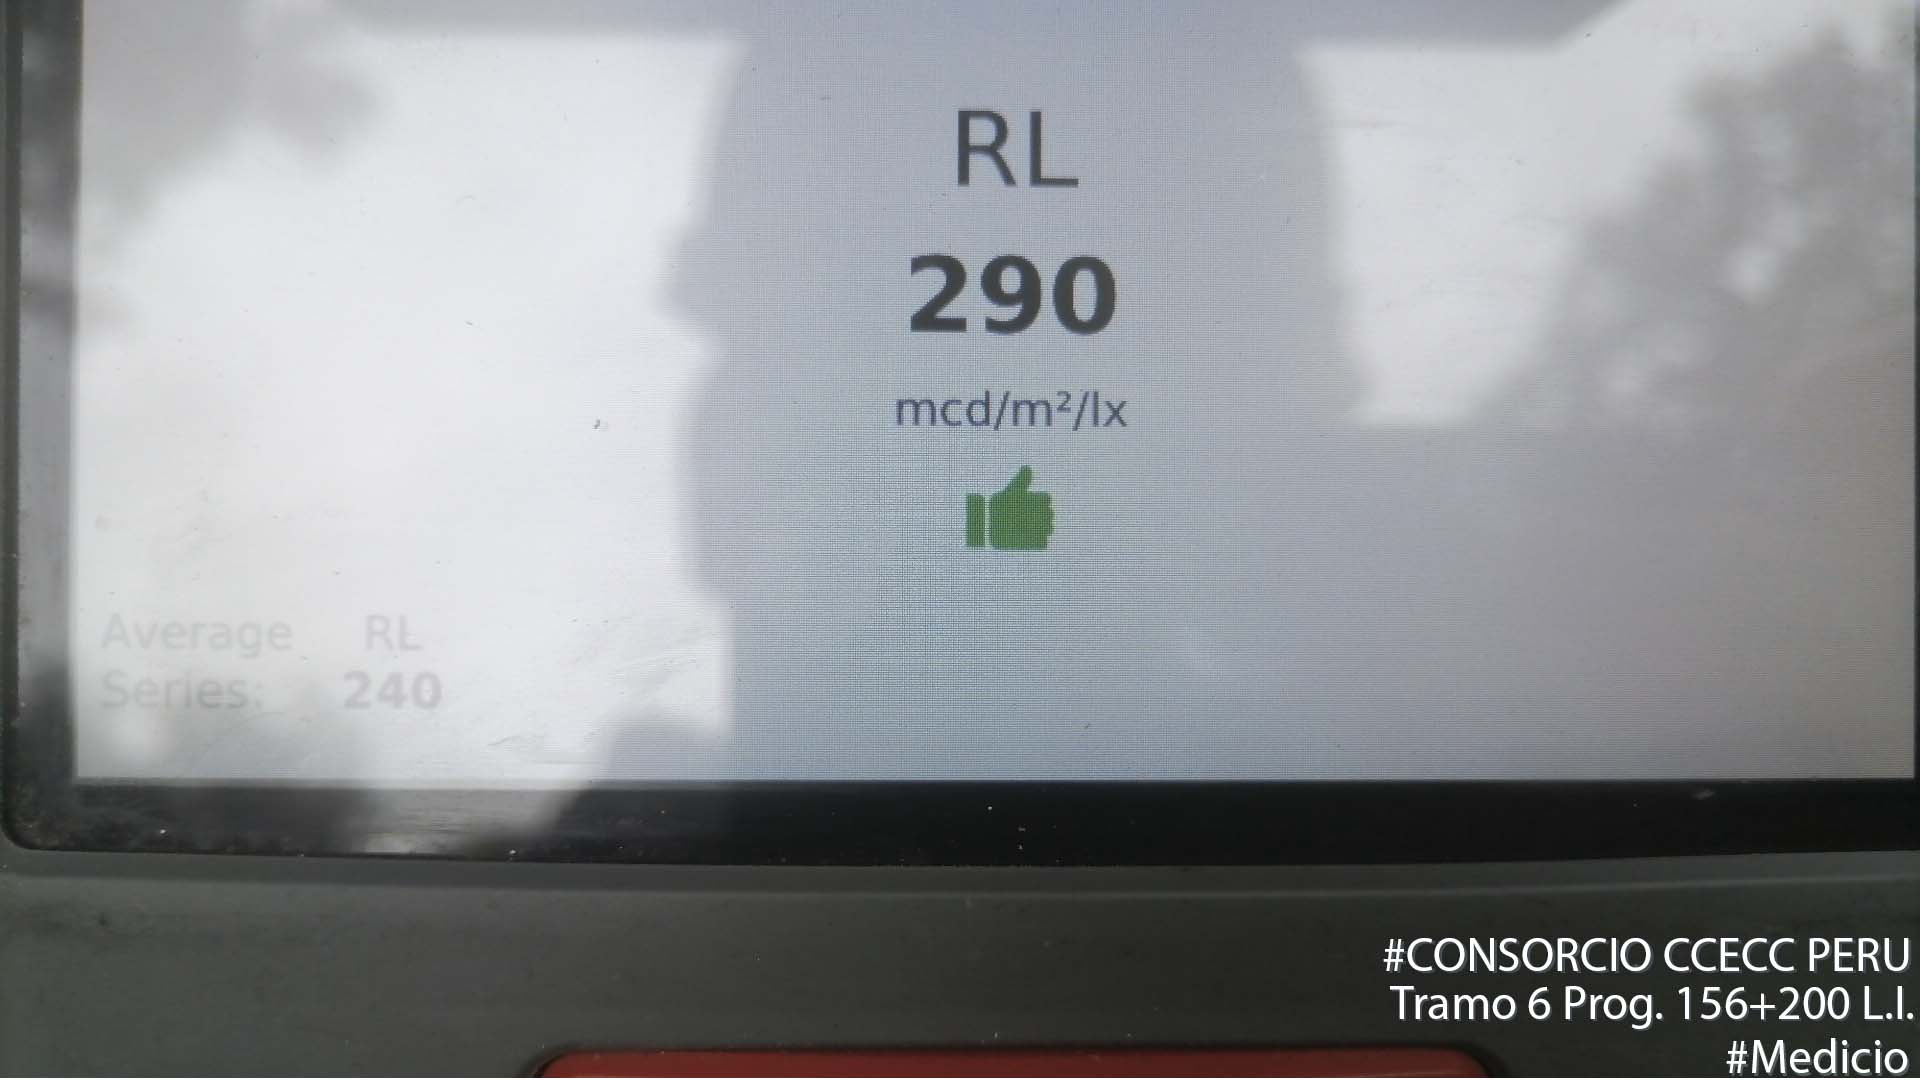 RL
290
mcd/m²/lx
Average RL
Series: 240
#CONSORCIO CCECC PERU
Tramo 6 Prog. 156+200 L.I.
#Medicio